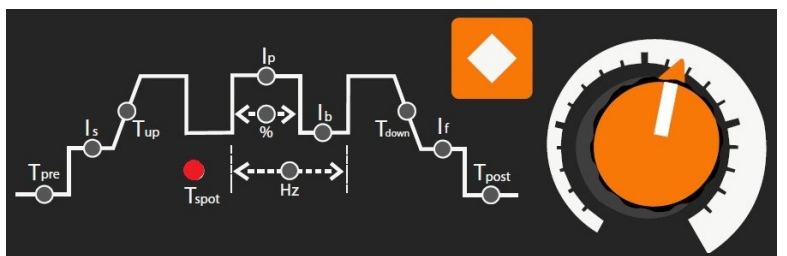 Ip
Is
Tup
%
Ib
Tdown
If
Tpre
Tspot
Hz
Tpost